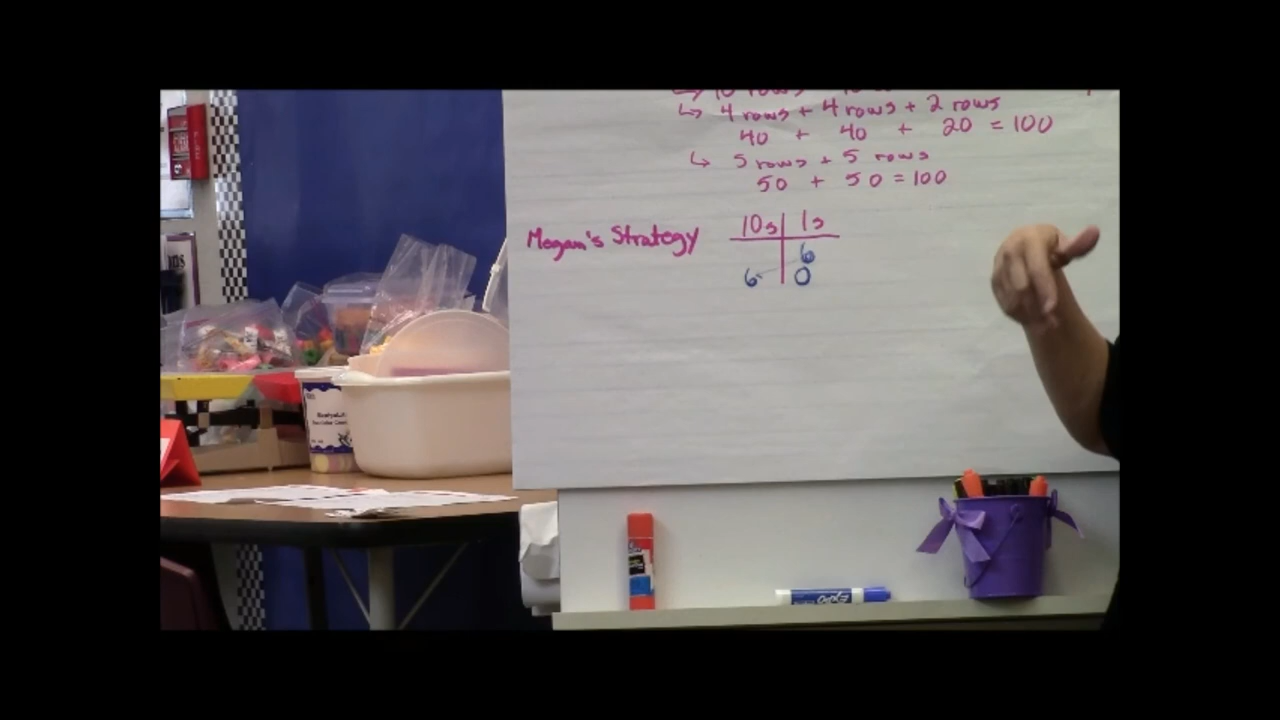 ↳ 4 rows + 4 rows + 2 rows
40 + 40 + 20 = 100
↳ 5 rows + 5 rows
50 + 50 = 100
Megan's Strategy
10s 1s
6
6 0
EXPO